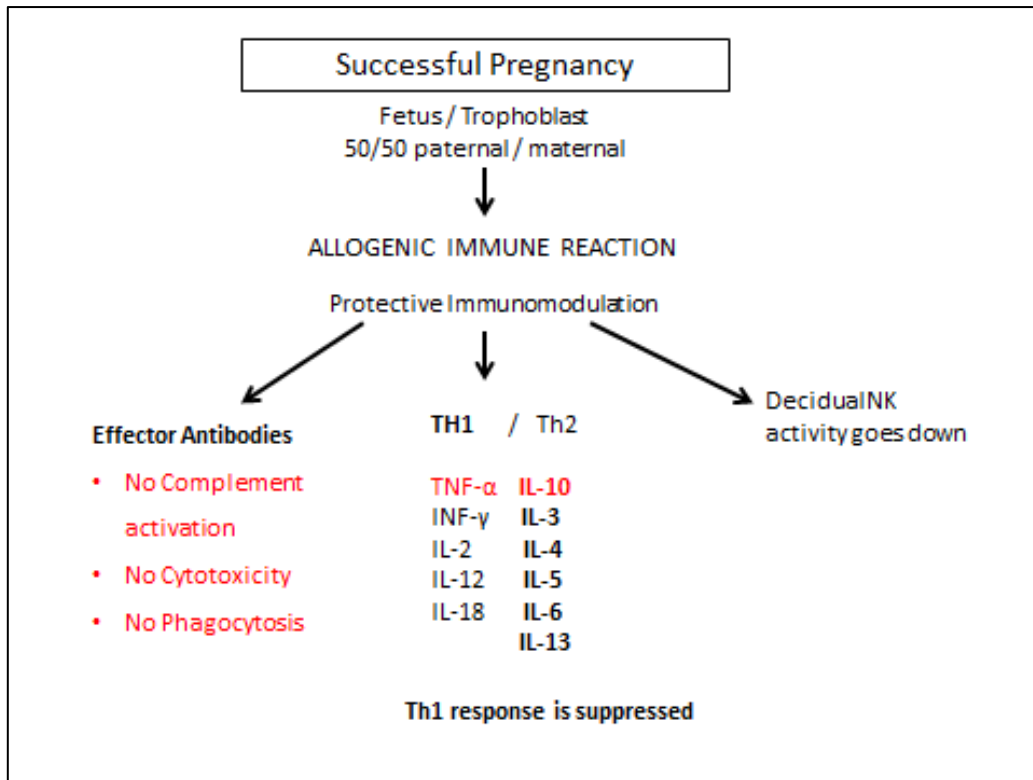 Successful Pregnancy
Fetus / Trophoblast
50/50 paternal / maternal
ALLOGENIC IMMUNE REACTION
Protective Immunomodulation
Effector Antibodies
• No Complement
activation
• No Cytotoxicity
• No Phagocytosis
TH1 / Th2
TNF-α IL-10
INF-γ IL-3
IL-2 IL-4
IL-12 IL-5
IL-18 IL-6
IL-13
DecidualNK
activity goes down
Th1 response is suppressed